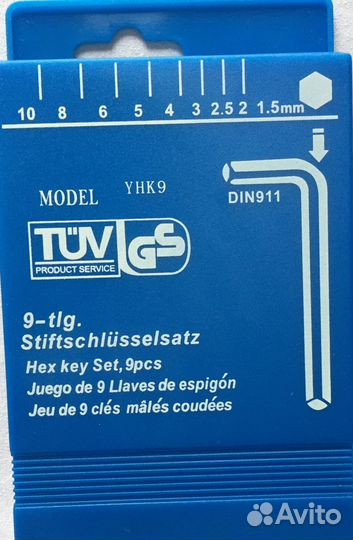 10 8 6 5 4 3 2.5 2 1.5mm
MODEL YHK9
DIN911
TÜV GS
PRODUCT SERVICE
9-tlg.
Stiftschlüsselsatz
Hex key Set,9pcs
Juego de 9 Llaves de espigón
Jeu de 9 clés mâlés coudées
Avito